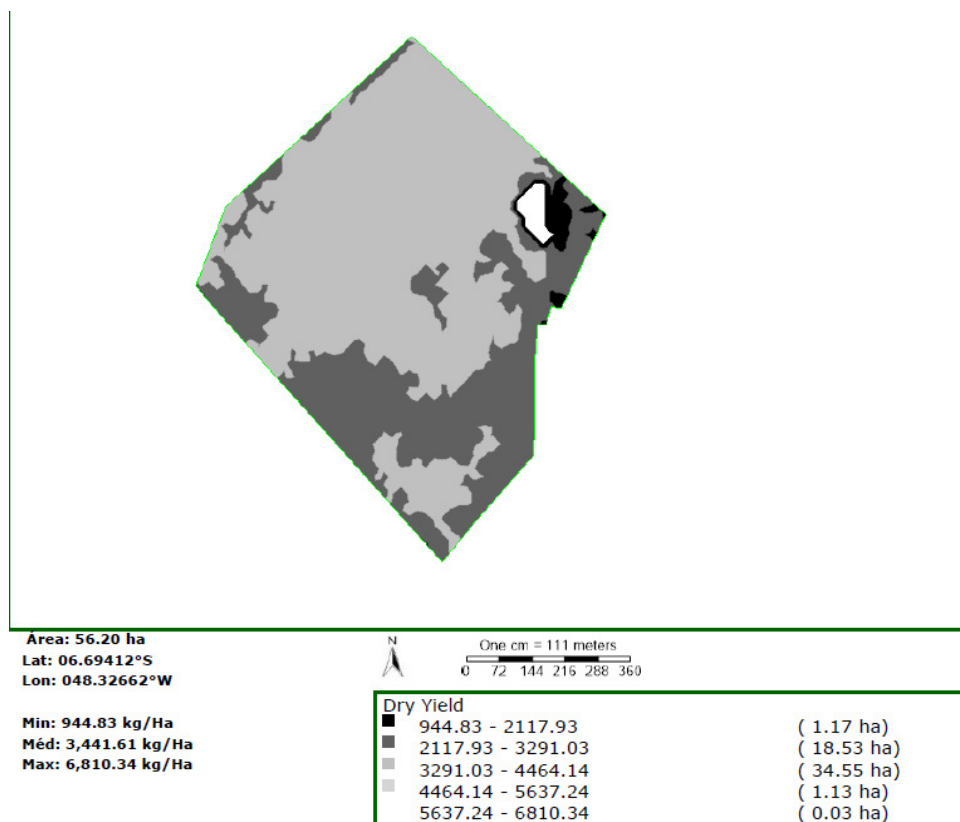 Área: 56.20 ha
Lat: 06.69412°S
Lon: 048.32662°W
Min: 944.83 kg/Ha
Méd: 3,441.61 kg/Ha
Max: 6,810.34 kg/Ha
N
One cm = 111 meters
0 72 144 216 288 360
Dry Yield
944.83 - 2117.93 ( 1.17 ha)
2117.93 - 3291.03 ( 18.53 ha)
3291.03 - 4464.14 ( 34.55 ha)
4464.14 - 5637.24 ( 1.13 ha)
5637.24 - 6810.34 ( 0.03 ha)